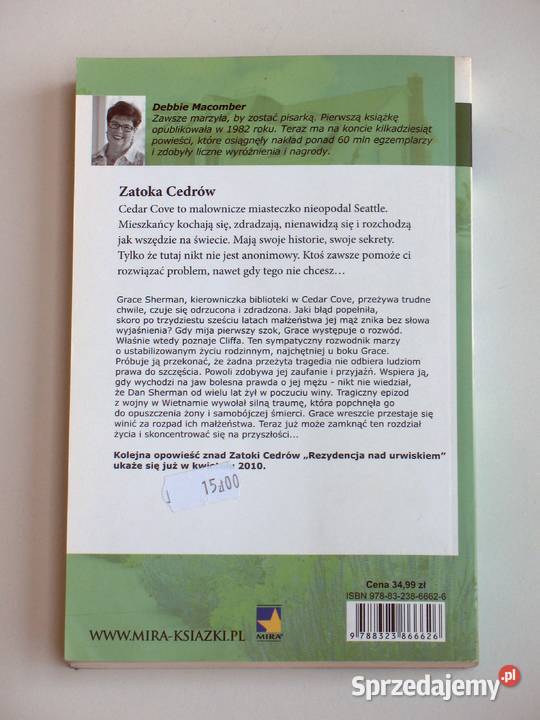 Debbie Macomber
Zawsze marzyła, by zostać pisarką. Pierwszą książkę
opublikowała w 1982 roku. Teraz ma na koncie kilkadziesiąt
powieści, które osiągnęły nakład ponad 60 mln egzemplarzy
i zdobyły liczne wyróżnienia i nagrody.
Zatoka Cedrów
Cedar Cove to malownicze miasteczko nieopodal Seattle.
Mieszkańcy kochają się, zdradzają, nienawidzą się i rozchodzą
jak wszędzie na świecie. Mają swoje historie, swoje sekrety.
Tylko że tutaj nikt nie jest anonimowy. Ktoś zawsze pomoże ci
rozwiązać problem, nawet gdy tego nie chcesz…
Grace Sherman, kierowniczka biblioteki w Cedar Cove, przeżywa trudne
chwile, czuje się odrzucona i zdradzona. Jaki błąd popełniła,
skoro po trzydziestu sześciu latach małżeństwa jej mąż znika bez słowa
wyjaśnienia? Gdy mija pierwszy szok, Grace występuje o rozwód.
Właśnie wtedy poznaje Cliffa. Ten sympatyczny rozwodnik marzy
o ustabilizowanym życiu rodzinnym, najchętniej u boku Grace.
Próbuje ją przekonać, że żadna przeżyta tragedia nie odbiera ludziom
prawa do szczęścia. Powoli zdobywa jej zaufanie i przyjaźń. Wspiera ją,
gdy wychodzi na jaw bolesna prawda o jej mężu - nikt nie wiedział,
że Dan Sherman od wielu lat żył w poczuciu winy. Tragiczny epizod
z wojny w Wietnamie wywołał silną traumę, która popchnęła go
do opuszczenia żony i samobójczej śmierci. Grace wreszcie przestaje się
winić za rozpad ich małżeństwa. Teraz już może zamknąć ten rozdział
życia i skoncentrować się na przyszłości...
Kolejna opowieść znad Zatoki Cedrów „Rezydencja nad urwiskiem"
ukaże się już w 2010.
15,00
Cena 34,99 zł
ISBN 978-83-238-6662-6
9 788323 866626
WWW.MIRA-KSIAZKI.PL
MIRA
Sprzedajemy.pl